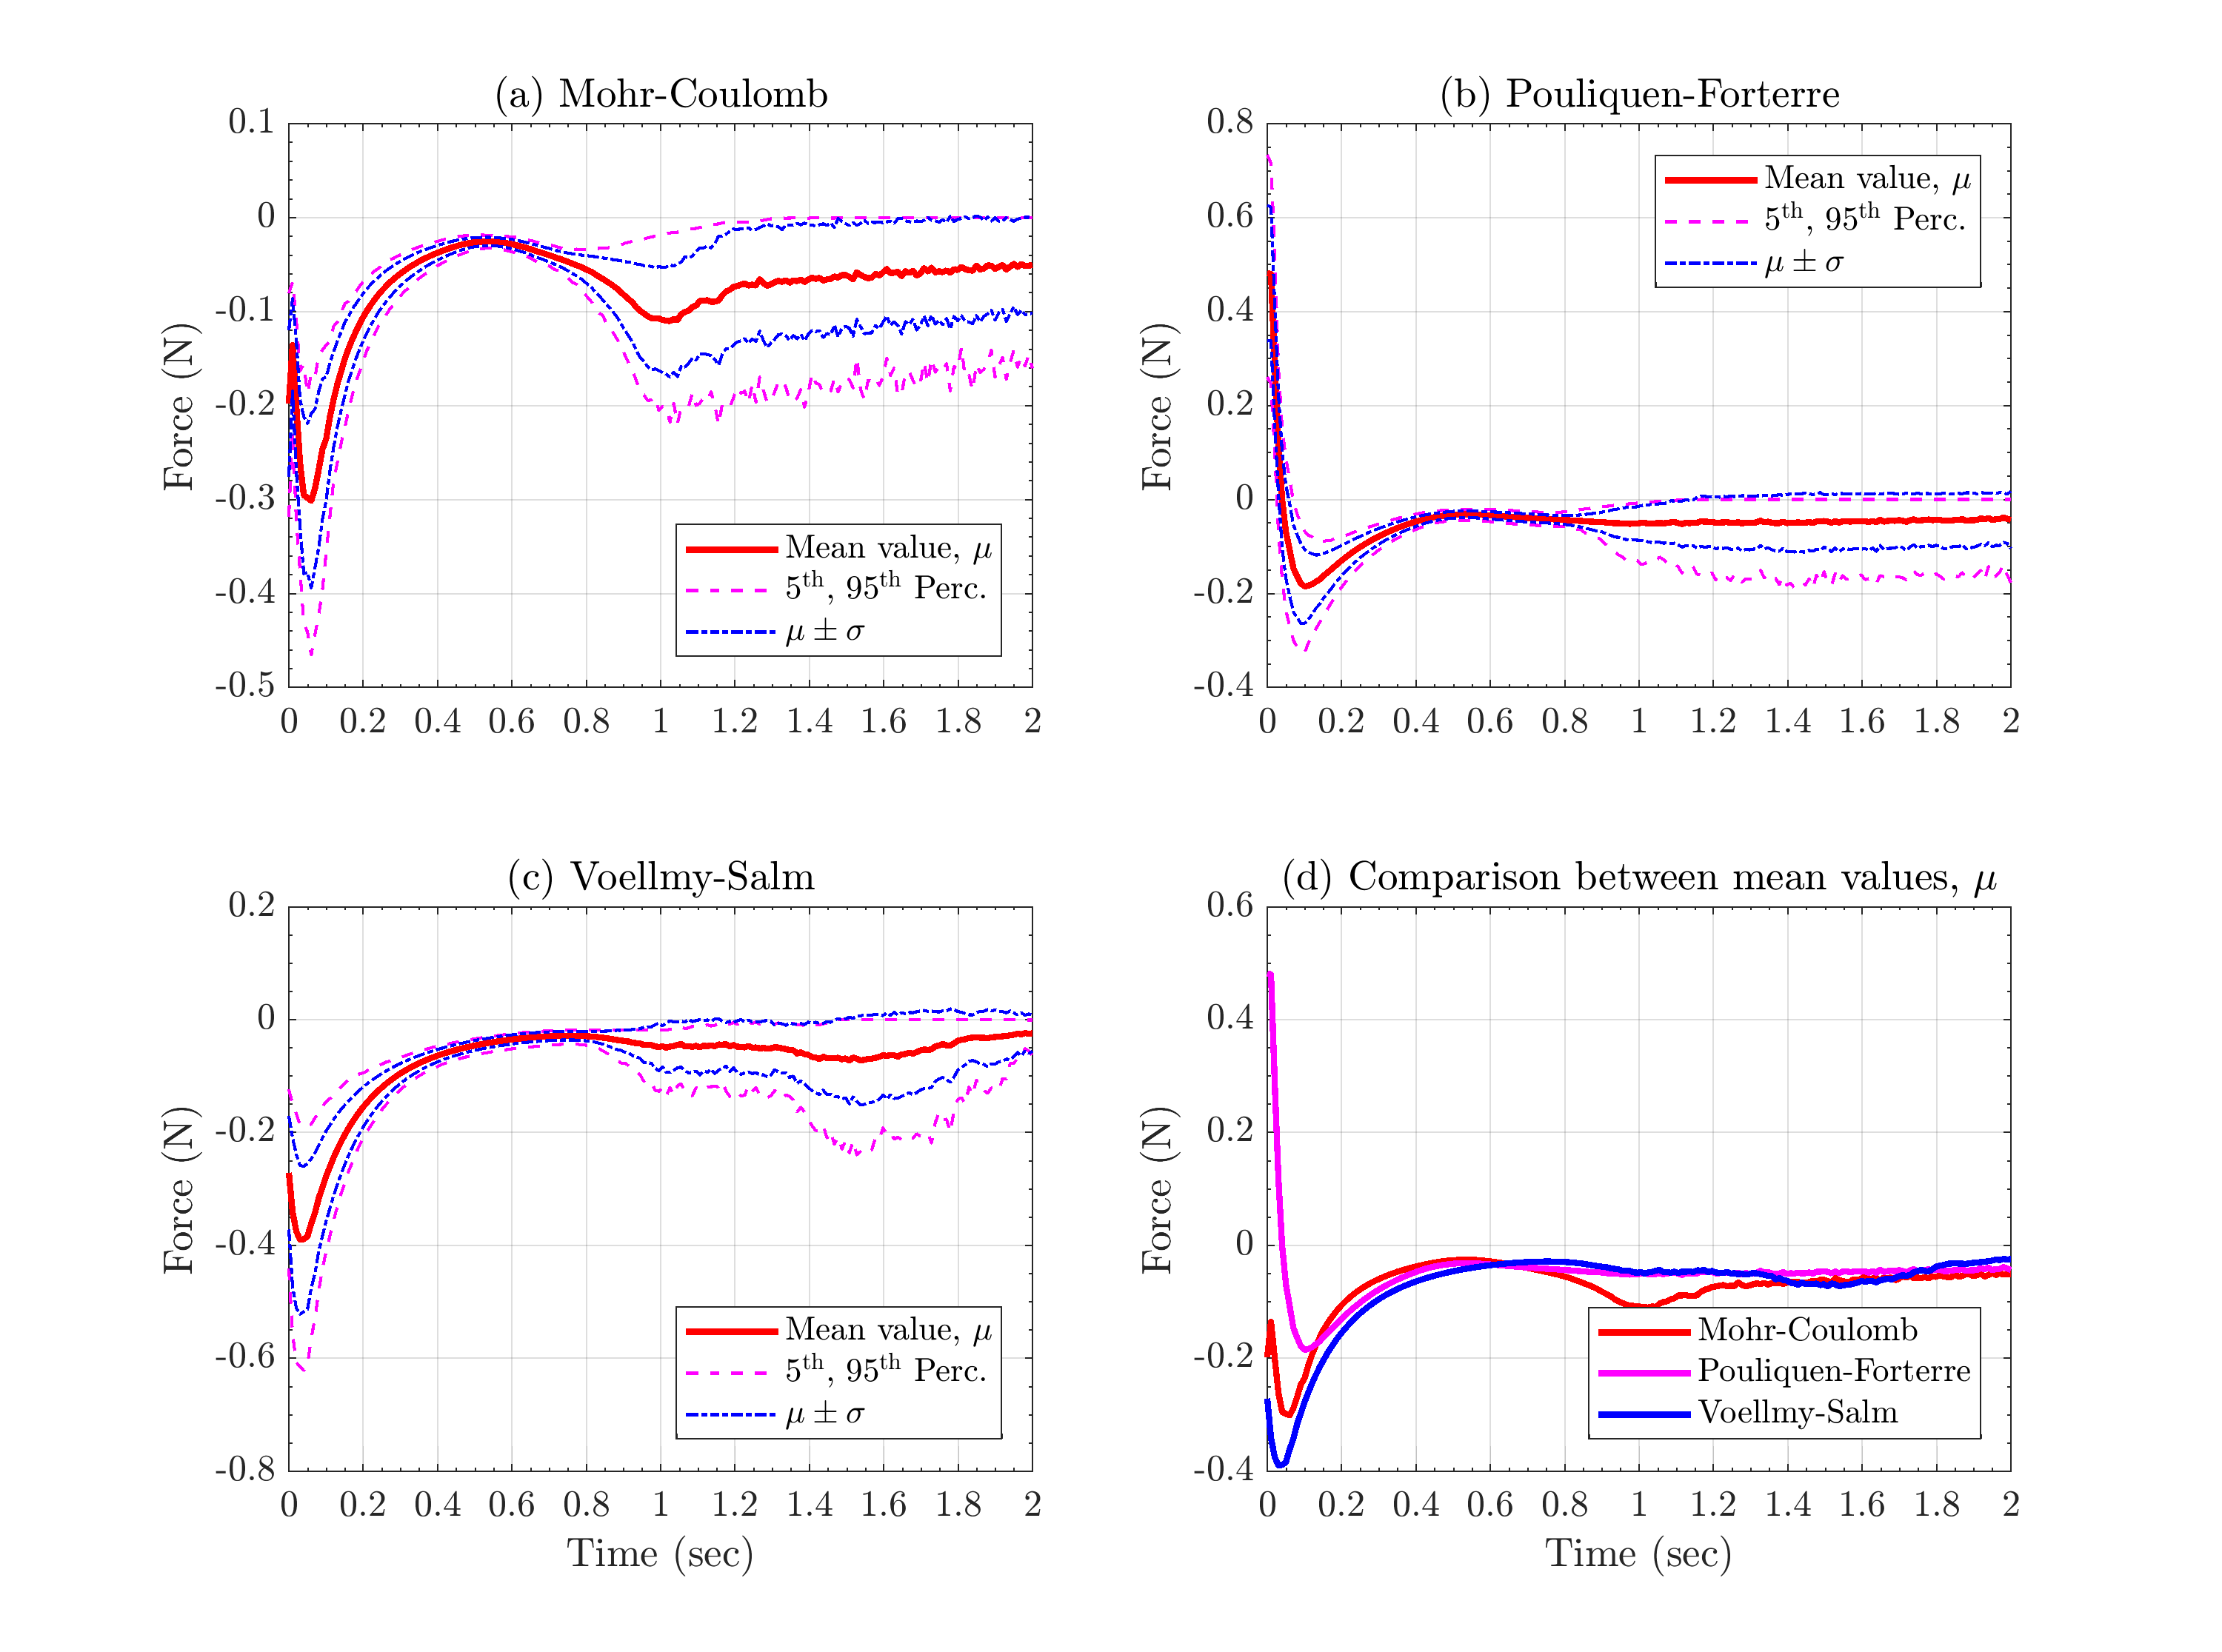 (a) Mohr-Coulomb
0.1
0
-0.1
-0.2
-0.3
-0.4
-0.5
Force (N)
0 0.2 0.4 0.6 0.8 1 1.2 1.4 1.6 1.8 2
Mean value, μ
5th, 95th Perc.
μ ± σ
(b) Pouliquen-Forterre
0.8
0.6
0.4
0.2
0
-0.2
-0.4
Force (N)
0 0.2 0.4 0.6 0.8 1 1.2 1.4 1.6 1.8 2
Mean value, μ
5th, 95th Perc.
μ ± σ
(c) Voellmy-Salm
0.2
0
-0.2
-0.4
-0.6
-0.8
Force (N)
0 0.2 0.4 0.6 0.8 1 1.2 1.4 1.6 1.8 2
Time (sec)
Mean value, μ
5th, 95th Perc.
μ ± σ
(d) Comparison between mean values, μ
0.6
0.4
0.2
0
-0.2
-0.4
Force (N)
0 0.2 0.4 0.6 0.8 1 1.2 1.4 1.6 1.8 2
Time (sec)
Mohr-Coulomb
Pouliquen-Forterre
Voellmy-Salm